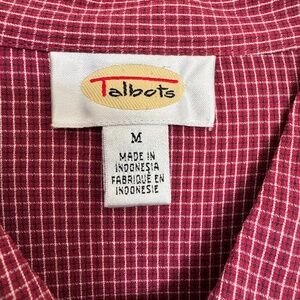 Talbots
M
MADE IN
INDONESIA
FABRIQUÉ EN
INDONESIE